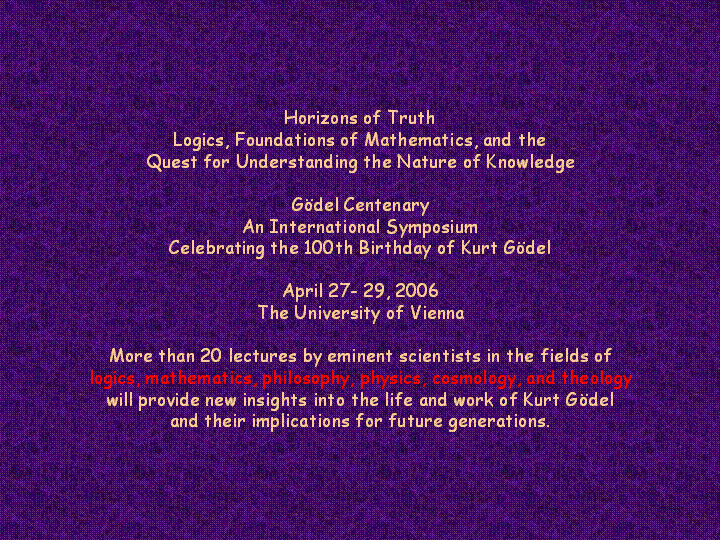 Horizons of Truth
Logics, Foundations of Mathematics, and the
Quest for Understanding the Nature of Knowledge
Gödel Centenary
An International Symposium
Celebrating the 100th Birthday of Kurt Gödel
April 27- 29, 2006
The University of Vienna
More than 20 lectures by eminent scientists in the fields of
logics, mathematics, philosophy, physics, cosmology, and theology
will provide new insights into the life and work of Kurt Gödel
and their implications for future generations.